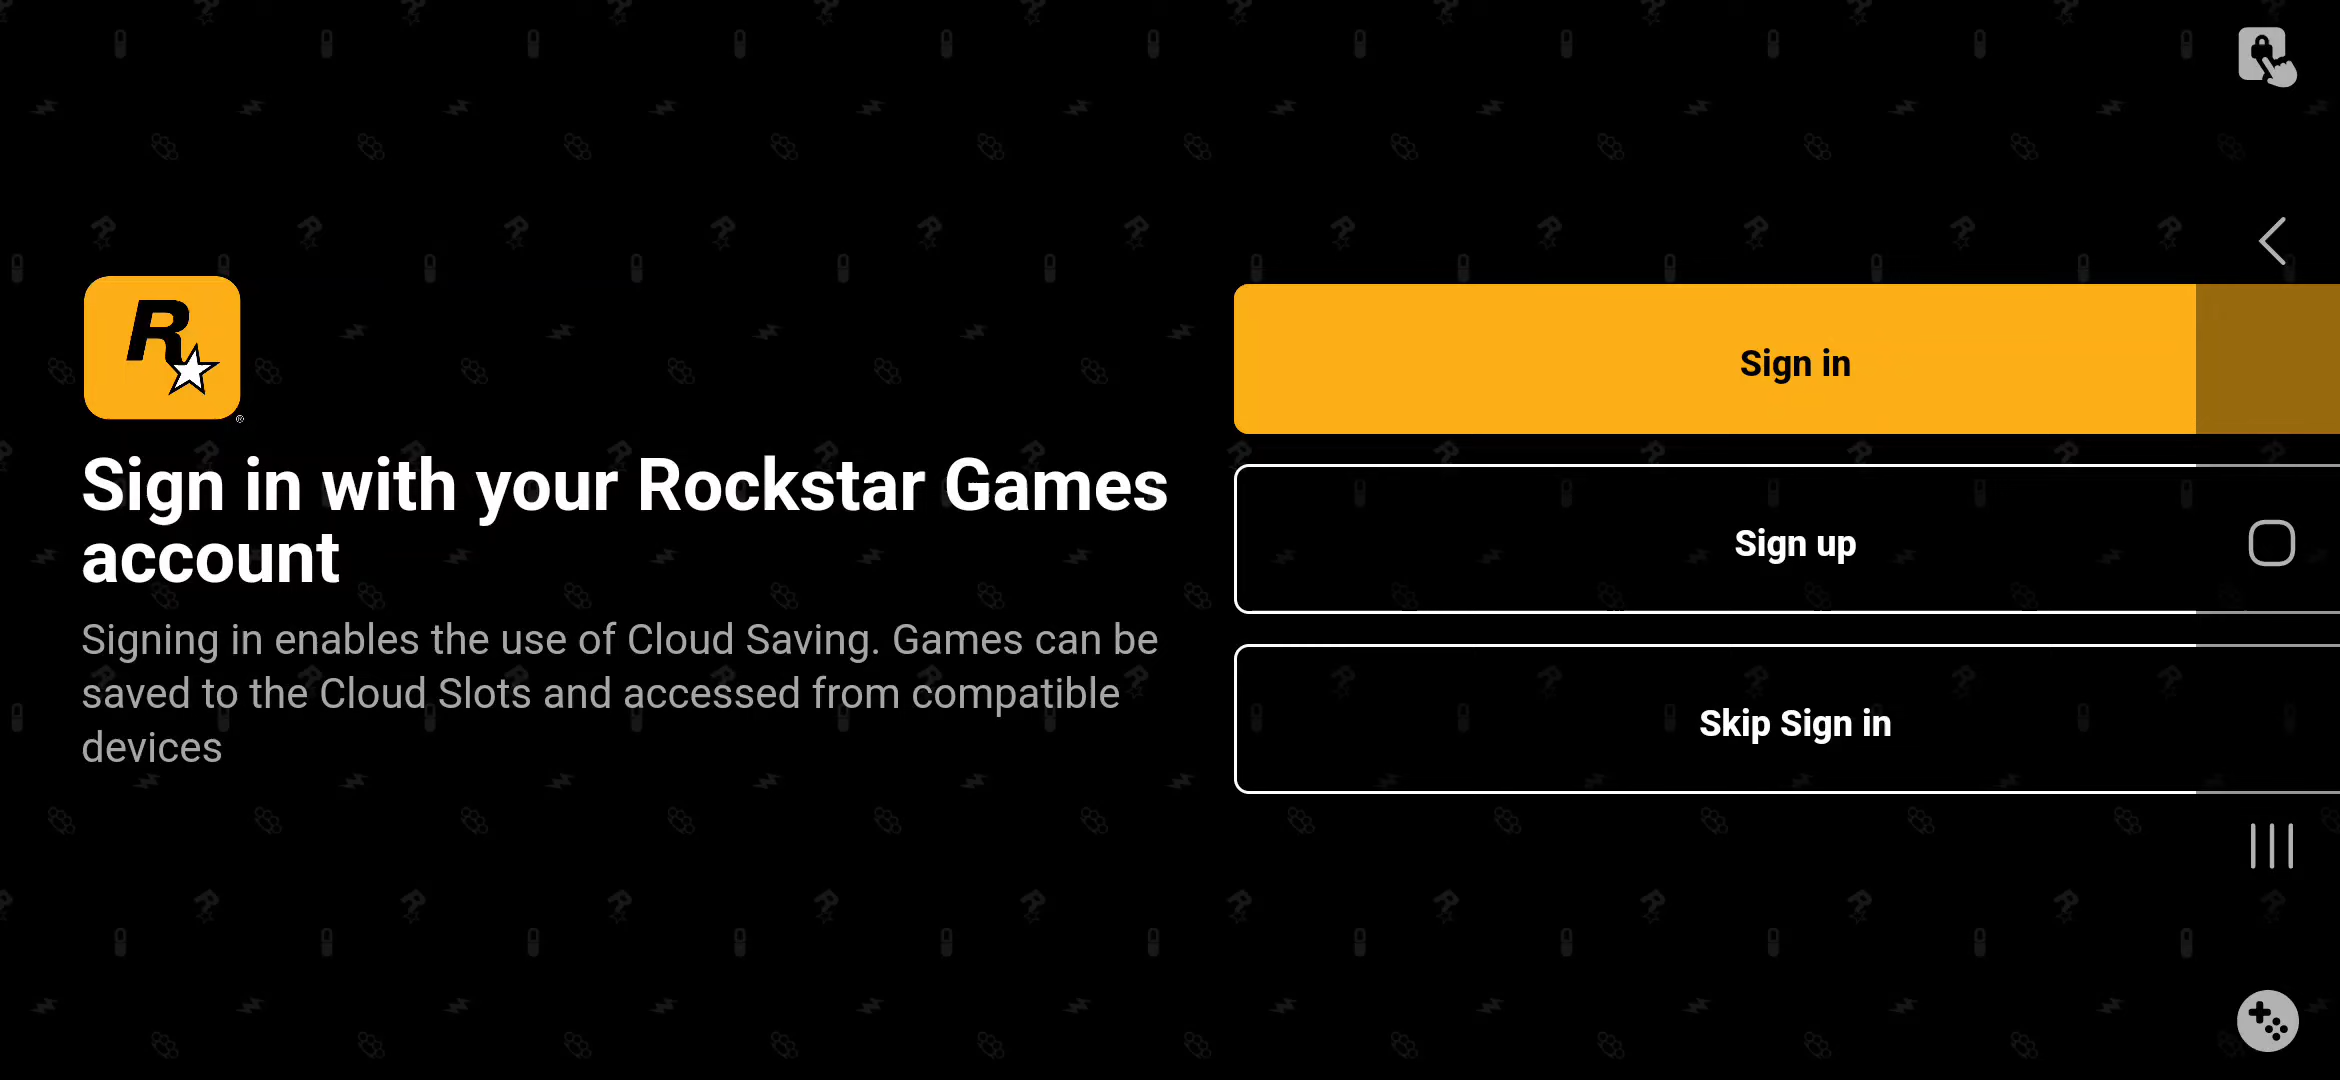 R
®
Sign in with your Rockstar Games
account
Signing in enables the use of Cloud Saving. Games can be
saved to the Cloud Slots and accessed from compatible
devices
Sign in
Sign up
Skip Sign in